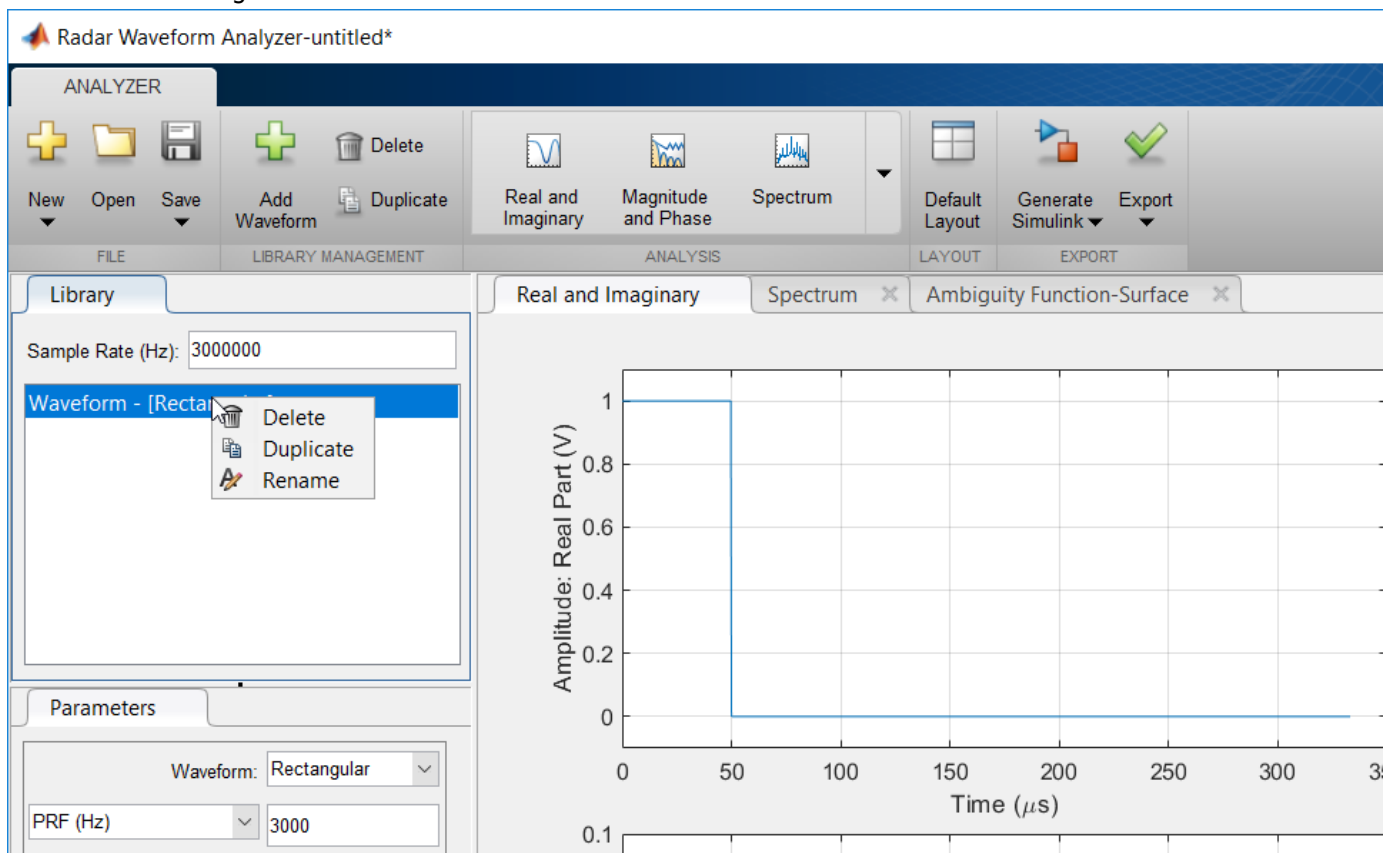 Radar Waveform Analyzer-untitled*
ANALYZER
New Open Save
Add Waveform
Delete
Duplicate
Real and Imaginary
Magnitude and Phase
Spectrum
Default Layout
Generate Simulink
Export
FILE LIBRARY MANAGEMENT ANALYSIS LAYOUT EXPORT
Library
Sample Rate (Hz): 3000000
Waveform - [Rectan
Delete
Duplicate
Rename
Parameters
Waveform: Rectangular
PRF (Hz) 3000
Real and Imaginary Spectrum Ambiguity Function-Surface
Amplitude: Real Part (V)
1
0.8
0.6
0.4
0.2
0
0 50 100 150 200 250 300
Time (μs)
0.1